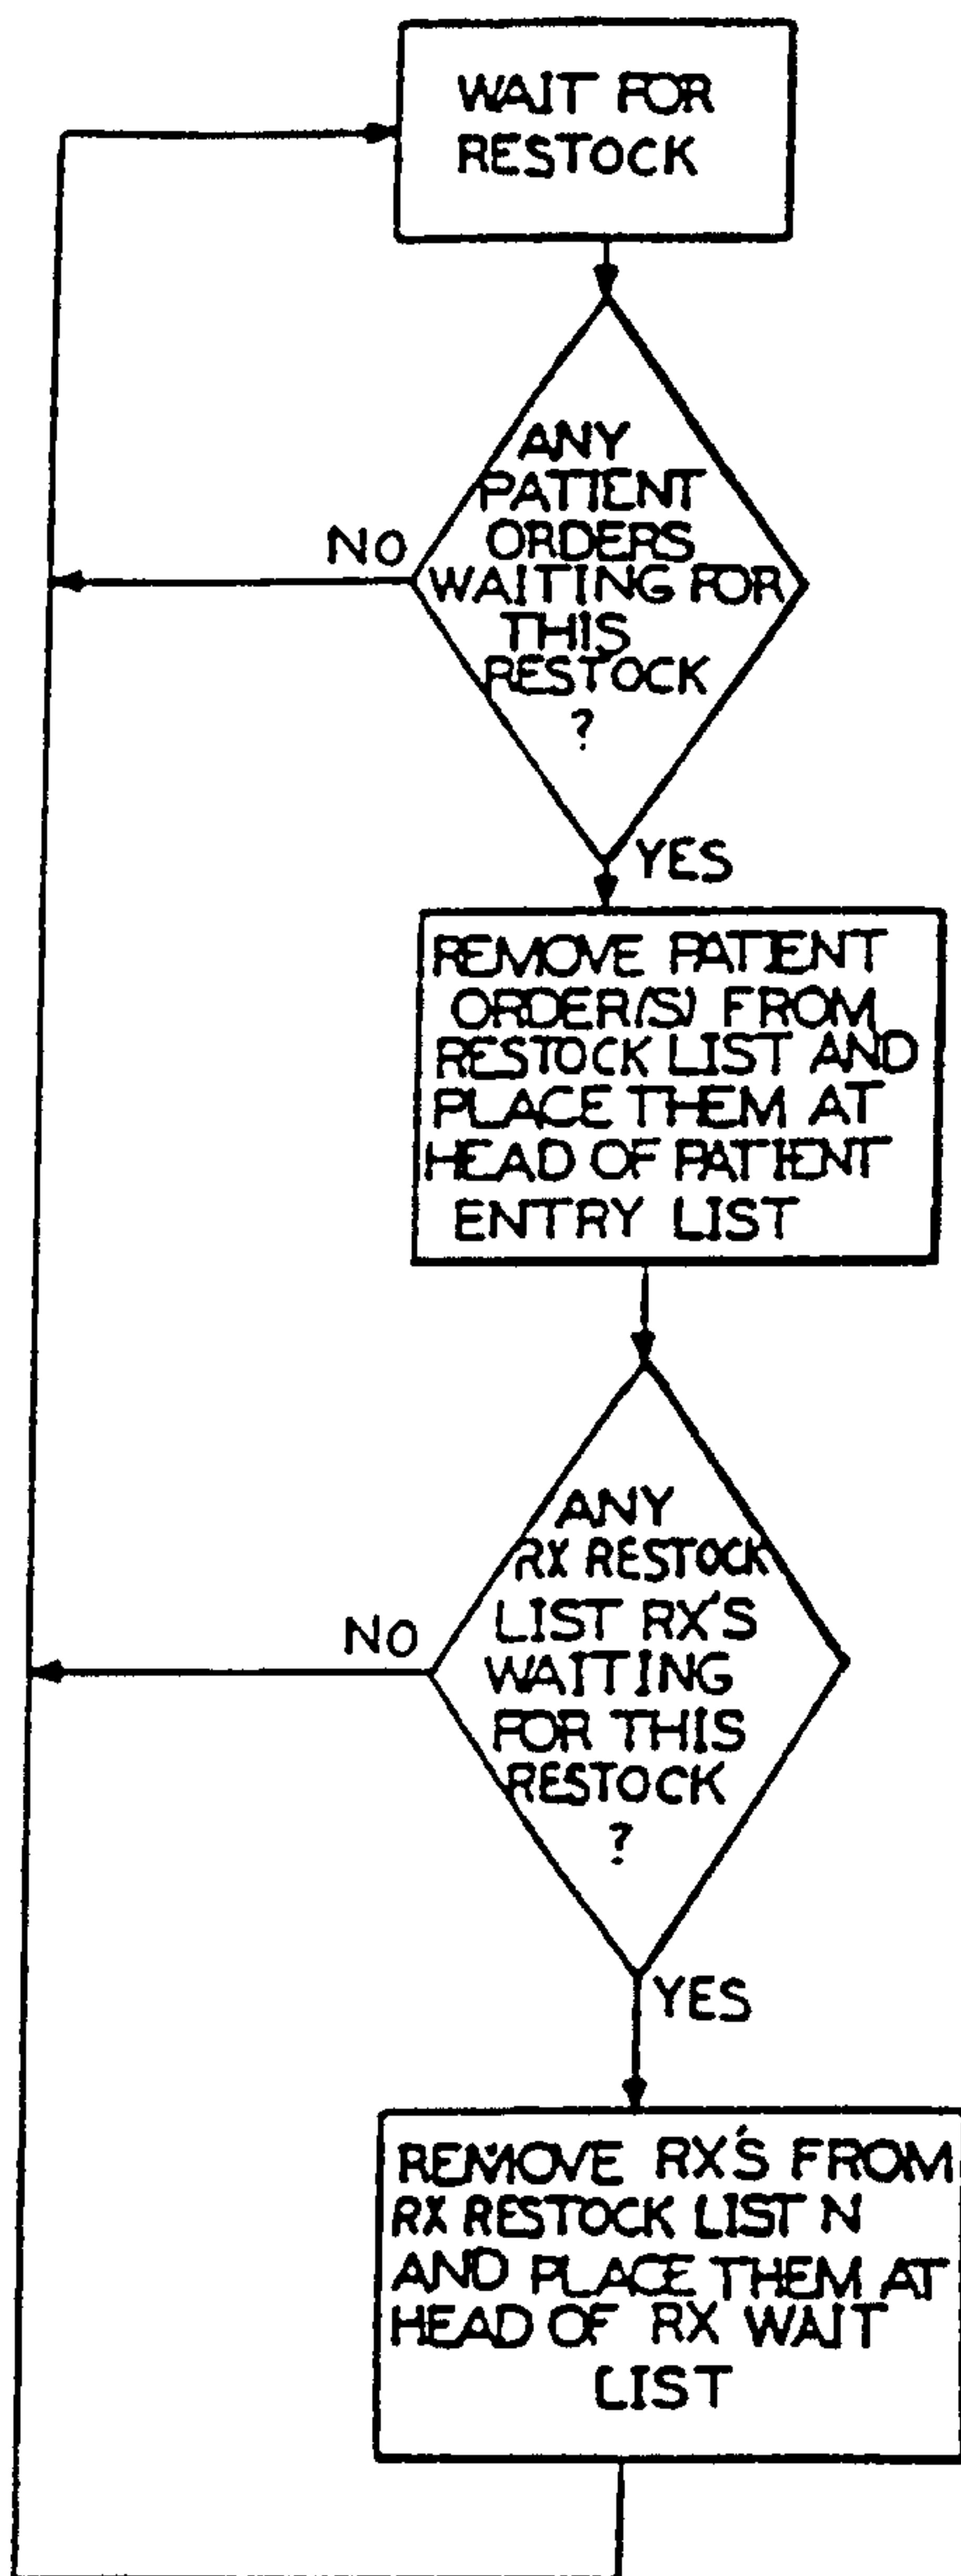 WAIT FOR
RESTOCK
ANY
PATIENT
ORDERS
WAITING FOR
THIS
RESTOCK
?
NO
YES
REMOVE PATIENT
ORDER(S) FROM
RESTOCK LIST AND
PLACE THEM AT
HEAD OF PATIENT
ENTRY LIST
ANY
RX RESTOCK
LIST RX'S
WAITING
FOR THIS
RESTOCK
?
NO
YES
REMOVE RX'S FROM
RX RESTOCK LIST N
AND PLACE THEM AT
HEAD OF RX WAIT
LIST